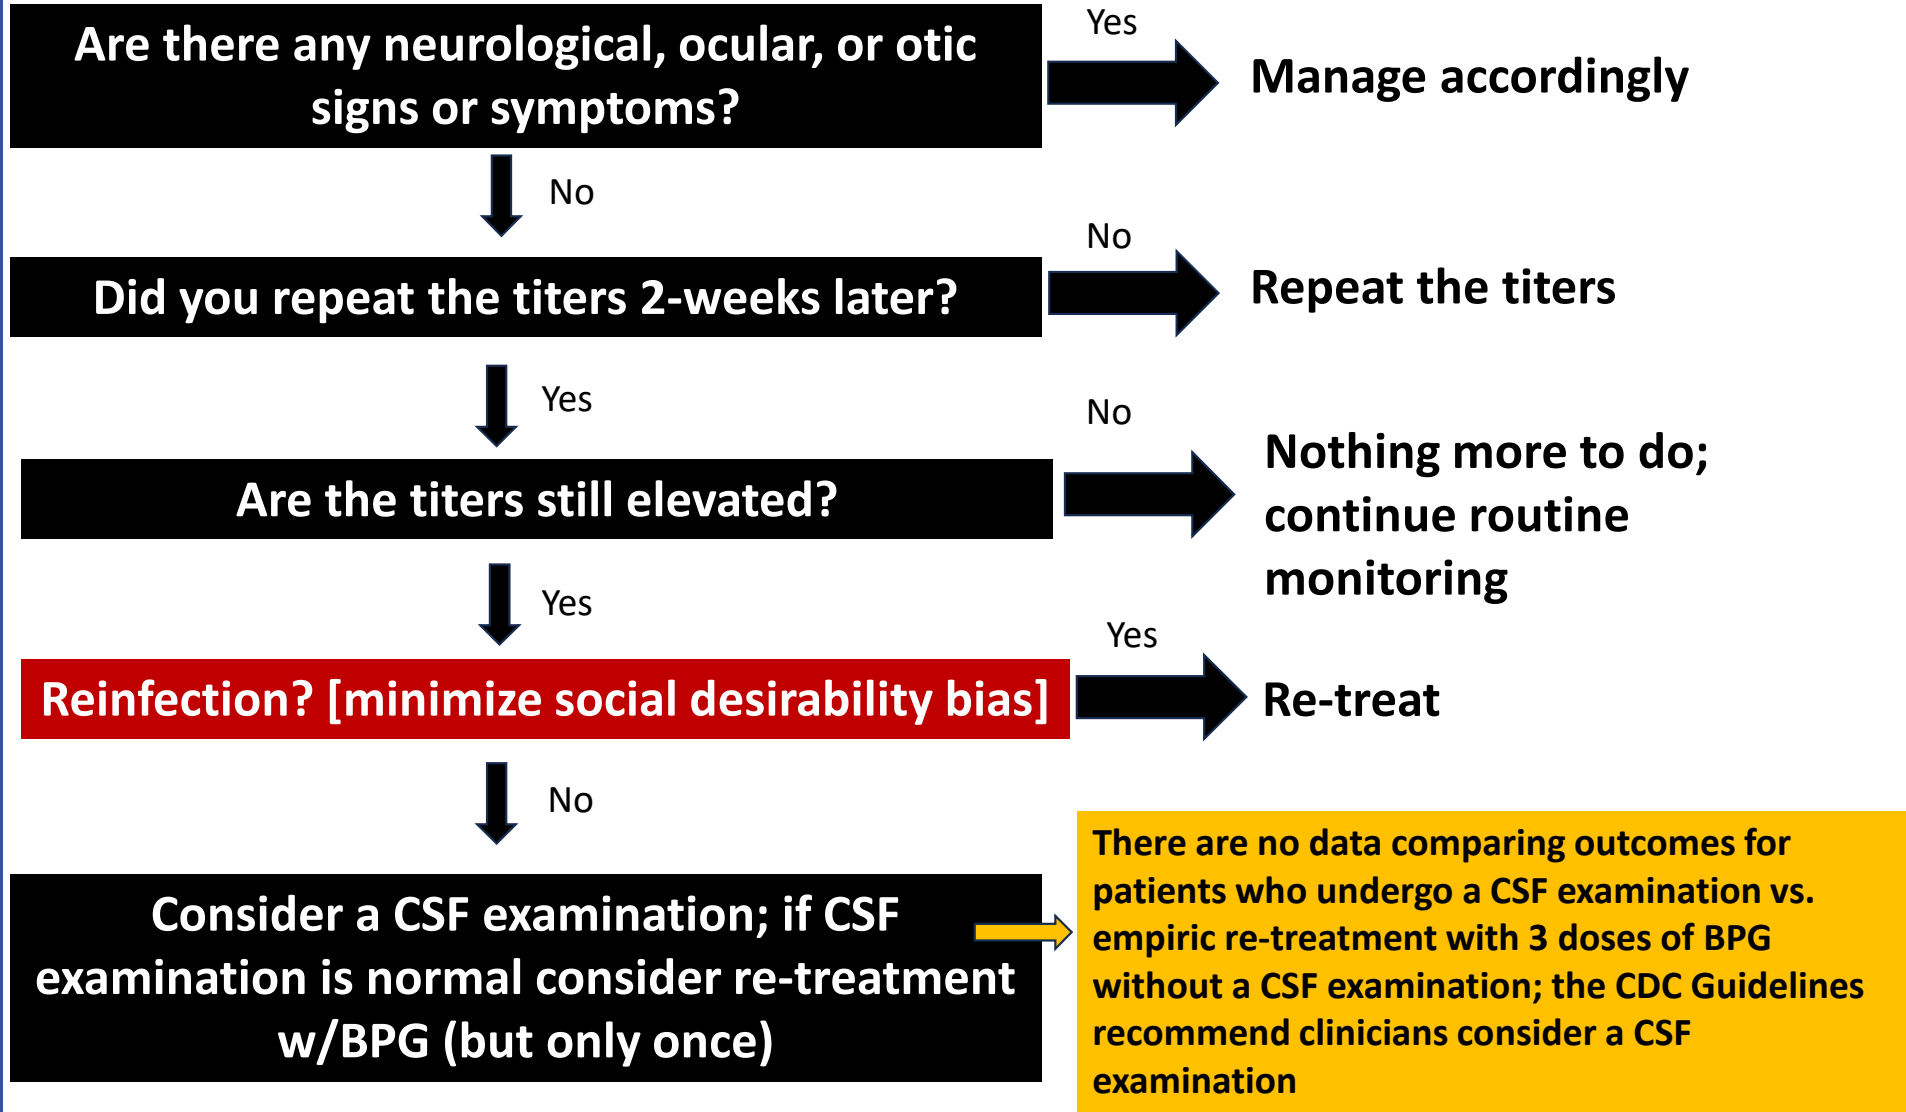 Are there any neurological, ocular, or otic
signs or symptoms?
Yes
Manage accordingly
No
Did you repeat the titers 2-weeks later?
No
Repeat the titers
Yes
Are the titers still elevated?
No
Nothing more to do;
continue routine
monitoring
Yes
Reinfection? [minimize social desirability bias]
Yes
Re-treat
No
Consider a CSF examination; if CSF
examination is normal consider re-treatment
w/BPG (but only once)
There are no data comparing outcomes for
patients who undergo a CSF examination vs.
empiric re-treatment with 3 doses of BPG
without a CSF examination; the CDC Guidelines
recommend clinicians consider a CSF
examination